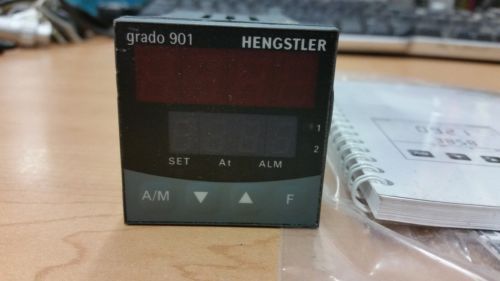 grado 901 HENGSTLER
1
2
SET At ALM
A/M F